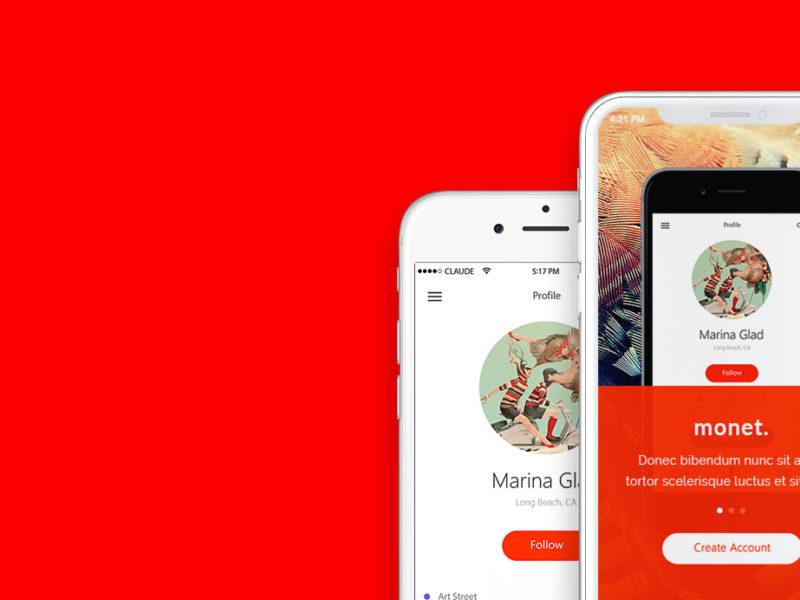 ●●●●○ CLAUDE 5:17 PM
Profile
Marina Gl
Long Beach, CA
Follow
Art Street
4:21 PM
Profile
Marina Glad
Long Beach, CA
Follow
monet.
Donec bibendum nunc sit a
tortor scelerisque luctus et sit
Create Account